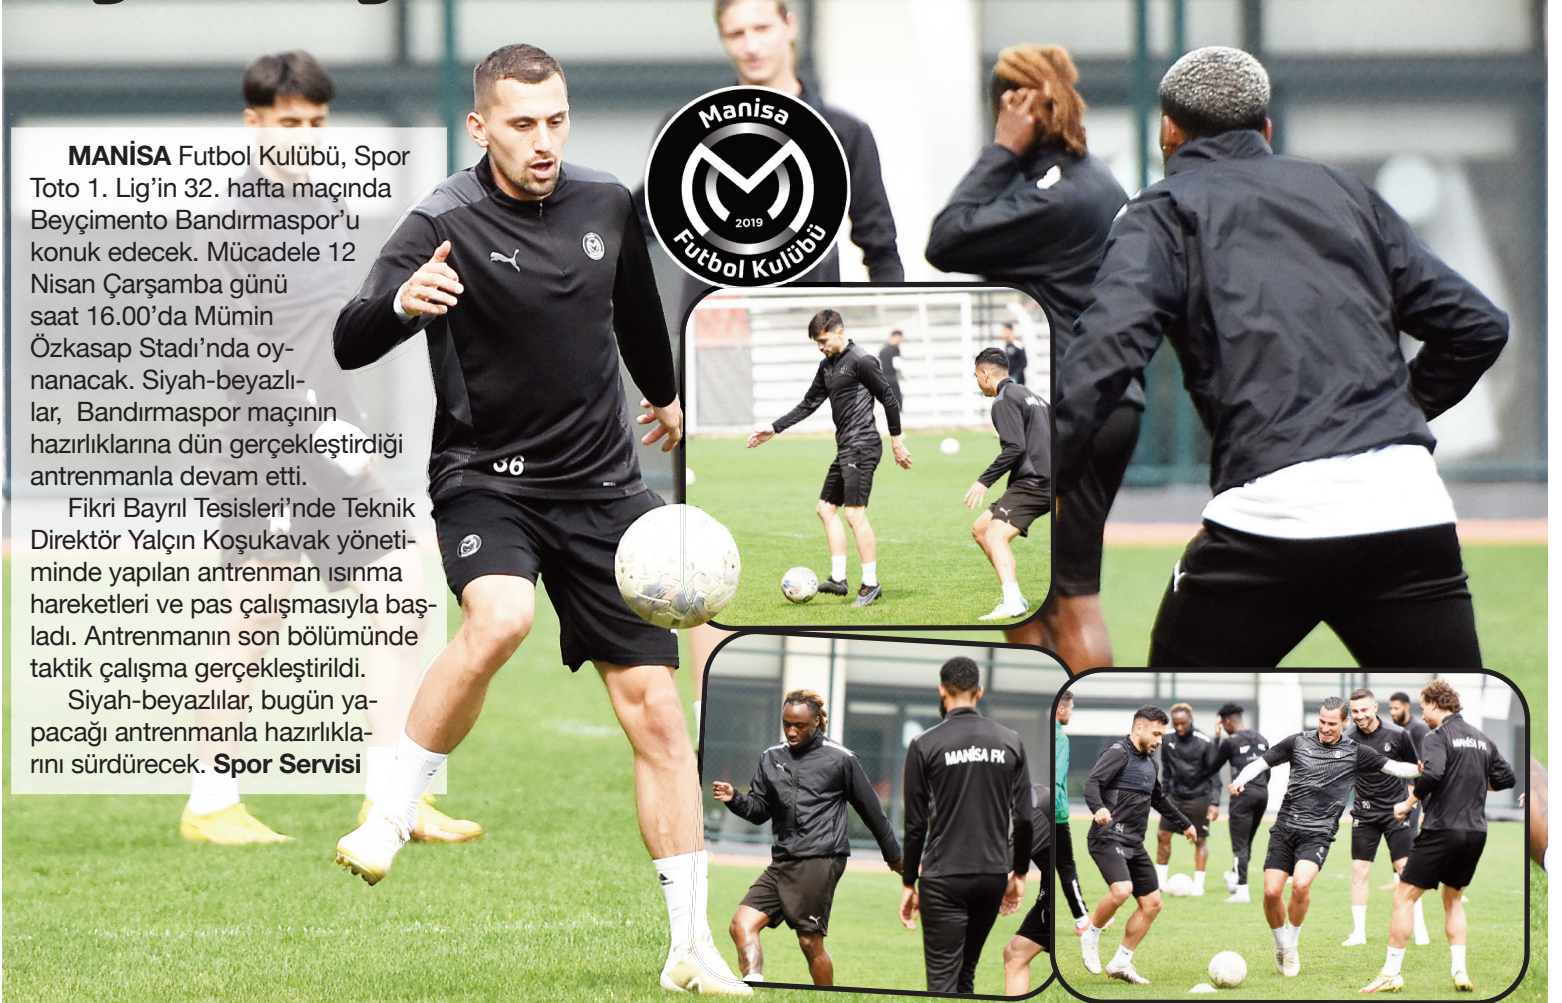 MANİSA Futbol Kulübü, Spor
Toto 1. Lig’in 32. hafta maçında
Beyçimento Bandırmaspor’u
konuk edecek. Mücadele 12
Nisan Çarşamba günü
saat 16.00’da Mümin
Özkasap Stadı’nda oy-
nanacak. Siyah-beyazlı-
lar, Bandırmaspor maçının
hazırlıklarına dün gerçekleştirdiği
antrenmanla devam etti.
Fikri Bayrıl Tesisleri’nde Teknik
Direktör Yalçın Koşukavak yöneti-
minde yapılan antrenman ısınma
hareketleri ve pas çalışmasıyla baş-
ladı. Antrenmanın son bölümünde
taktik çalışma gerçekleştirildi.
Siyah-beyazlılar, bugün ya-
pacağı antrenmanla hazırlıkla-
rını sürdürecek. Spor Servisi
Manisa
2019
Futbol Kulübü
36
MANİSA FK
MANİSA FK